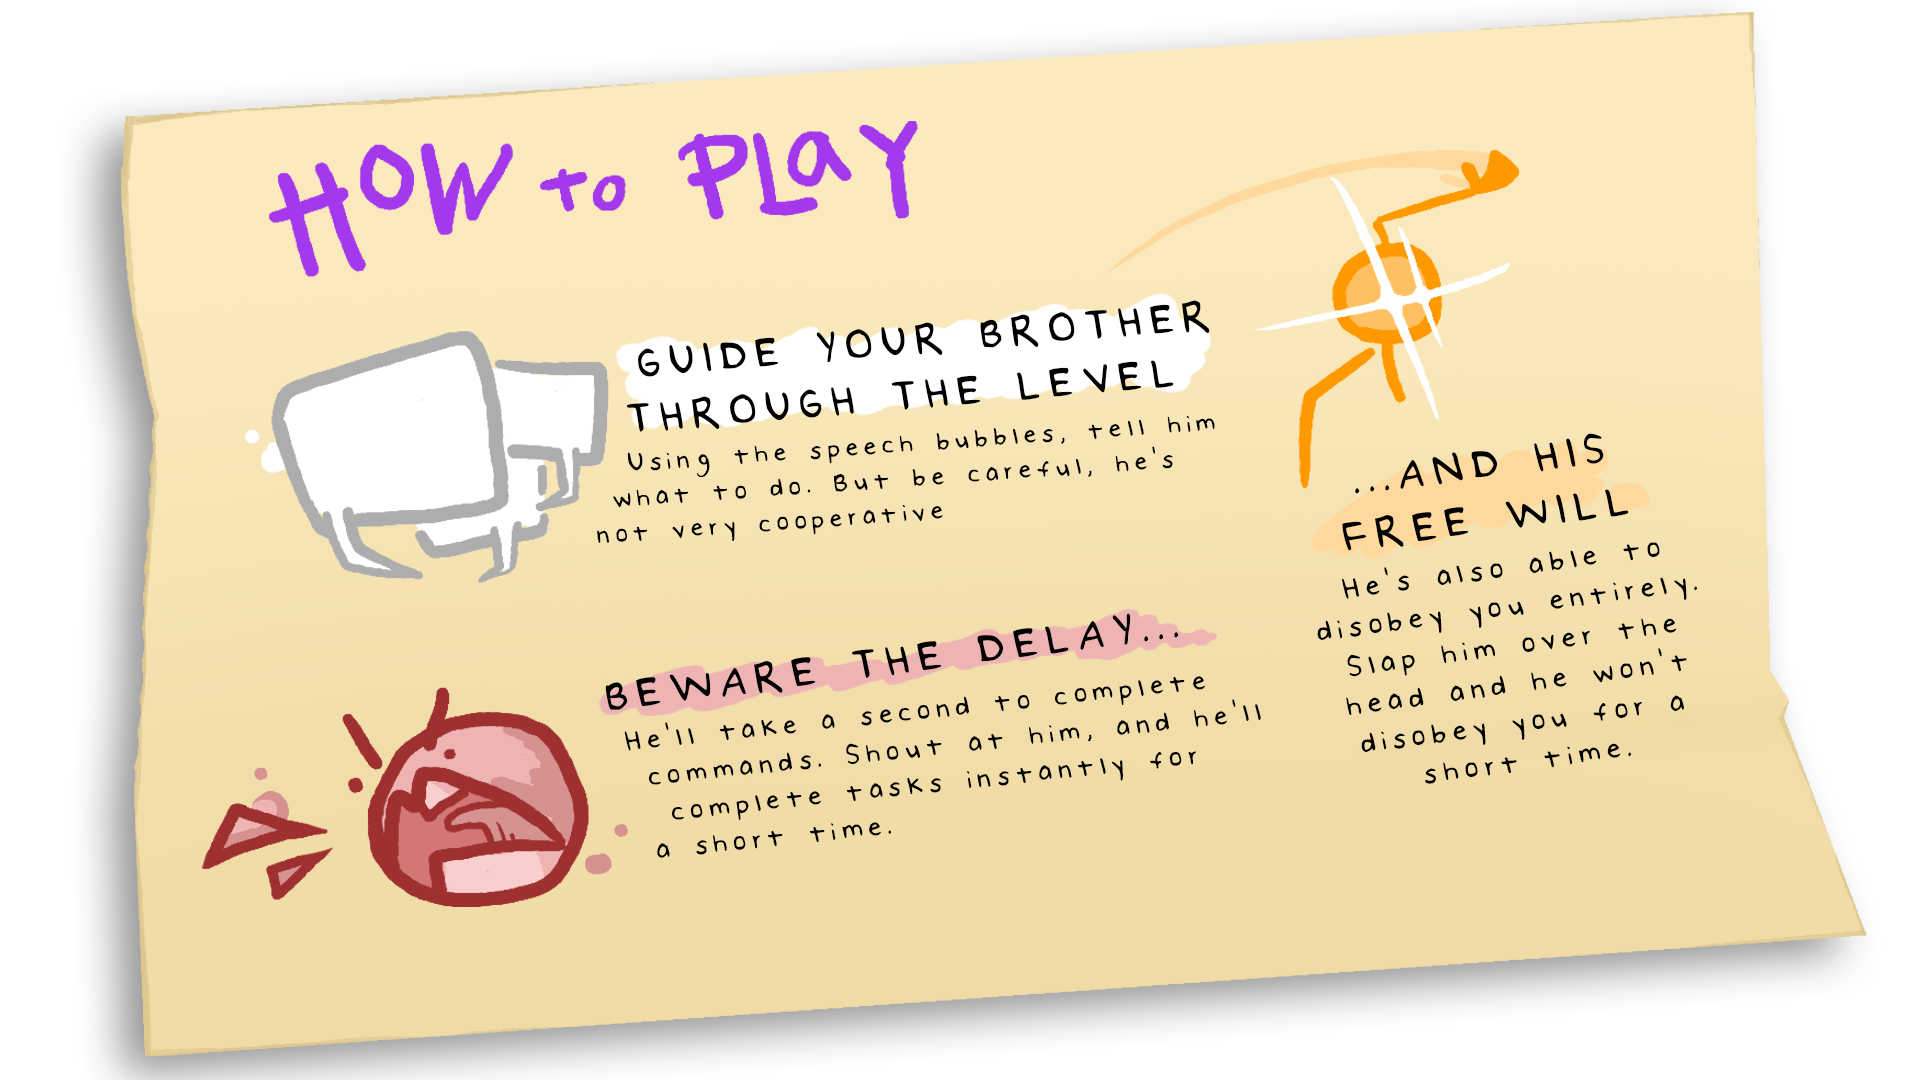 HOW to PLAY
GUIDE YOUR BROTHER
THROUGH THE LEVEL
Using the speech bubbles, tell him
what to do. But be careful, he's
not very cooperative
BEWARE THE DELAY...
He'll take a second to complete
commands. Shout at him, and he'll
complete tasks instantly for
a short time.
...AND HIS
FREE WILL
He's also able to
disobey you entirely.
Slap him over the
head and he won't
disobey you for a
short time.